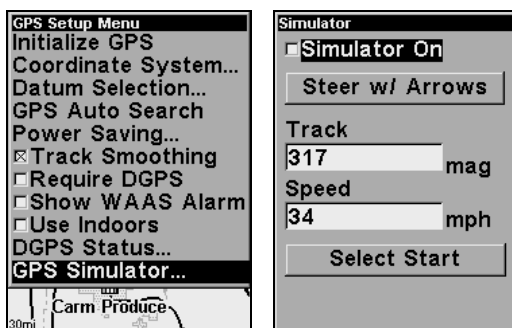 GPS Setup Menu
Initialize GPS
Coordinate System...
Datum Selection...
GPS Auto Search
Power Saving...
Track Smoothing
Require DGPS
Show WAAS Alarm
Use Indoors
DGPS Status...
GPS Simulator...
Carm Produce
30mi
Simulator
Simulator On
Steer w/ Arrows
Track
317 mag
Speed
34 mph
Select Start